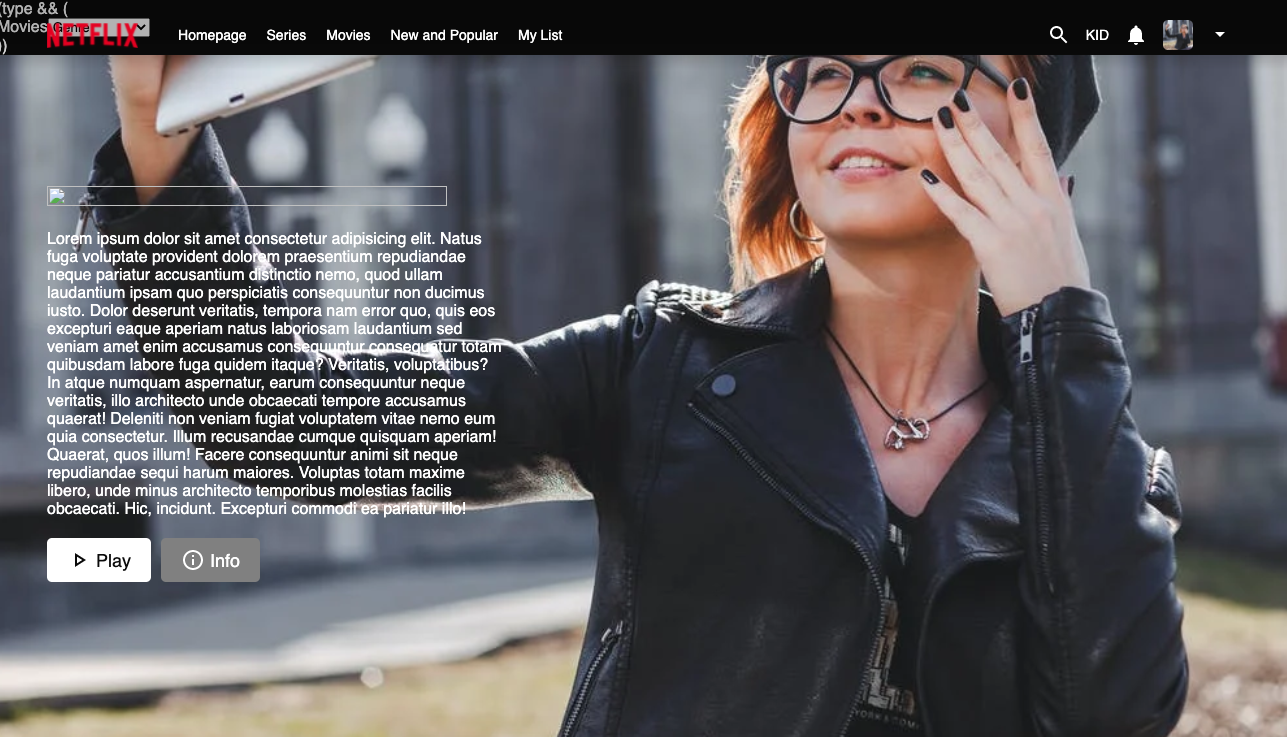 (type && (
Movies Genre
))
NETFLIX
Homepage Series Movies New and Popular My List
KID
Lorem ipsum dolor sit amet consectetur adipisicing elit. Natus
fuga voluptate provident dolorem praesentium repudiandae
neque pariatur accusantium distinctio nemo, quod ullam
laudantium ipsam quo perspiciatis consequuntur non ducimus
iusto. Dolor deserunt veritatis, tempora nam error quo, quis eos
excepturi eaque aperiam natus laboriosam laudantium sed
veniam amet enim accusamus consequuntur consequatur totam
quibusdam labore fuga quidem itaque? Veritatis, voluptatibus?
In atque numquam aspernatur, earum consequuntur neque
veritatis, illo architecto unde obcaecati tempore accusamus
quaerat! Deleniti non veniam fugiat voluptatem vitae nemo eum
quia consectetur. Illum recusandae cumque quisquam aperiam!
Quaerat, quos illum! Facere consequuntur animi sit neque
repudiandae sequi harum maiores. Voluptas totam maxime
libero, unde minus architecto temporibus molestias facilis
obcaecati. Hic, incidunt. Excepturi commodi ea pariatur illo!
Play Info